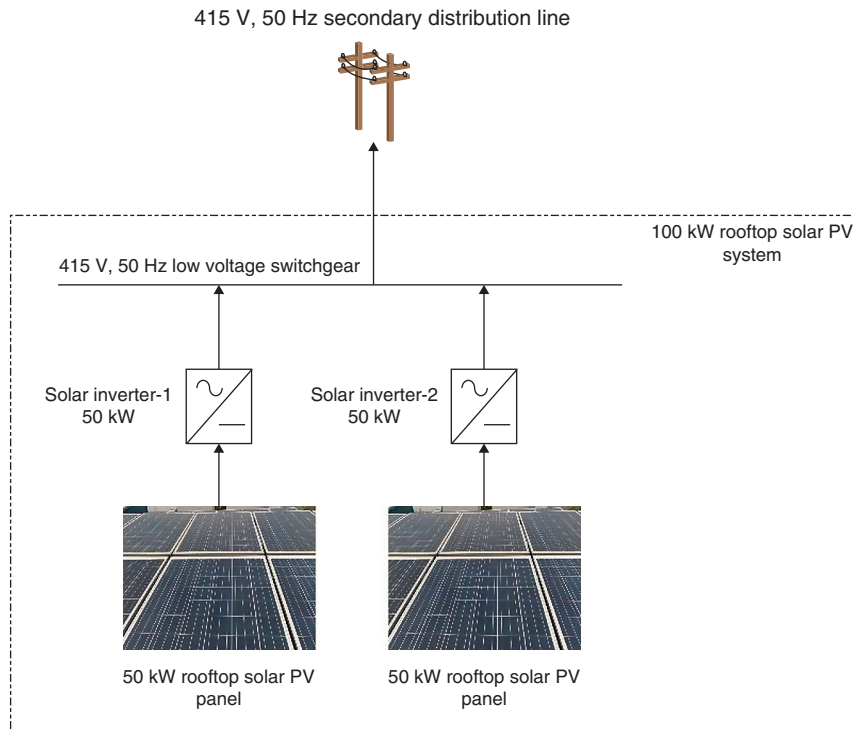 415 V, 50 Hz secondary distribution line
100 kW rooftop solar PV
system
415 V, 50 Hz low voltage switchgear
Solar inverter-1
50 kW
Solar inverter-2
50 kW
50 kW rooftop solar PV
panel
50 kW rooftop solar PV
panel